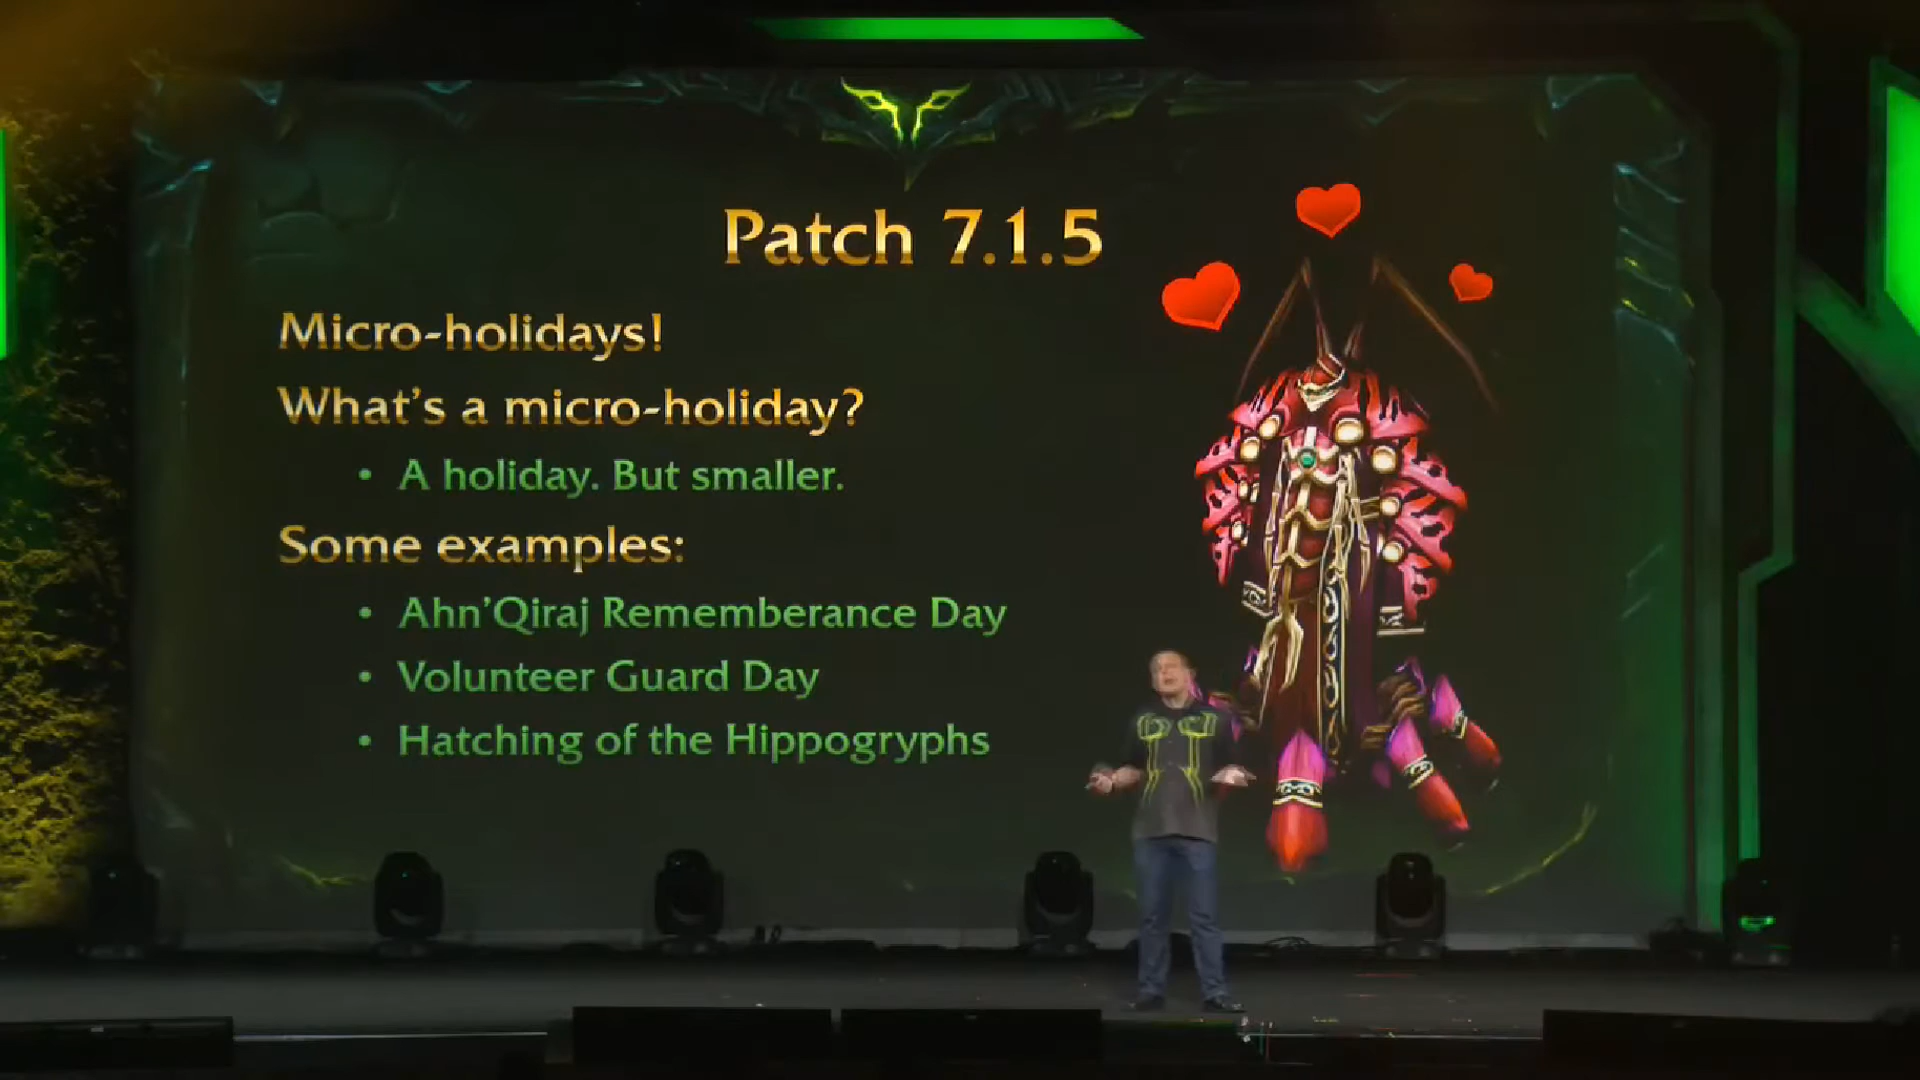 Patch 7.1.5
Micro-holidays!
What's a micro-holiday?
• A holiday. But smaller.
Some examples:
• Ahn'Qiraj Rememberance Day
• Volunteer Guard Day
• Hatching of the Hippogryphs